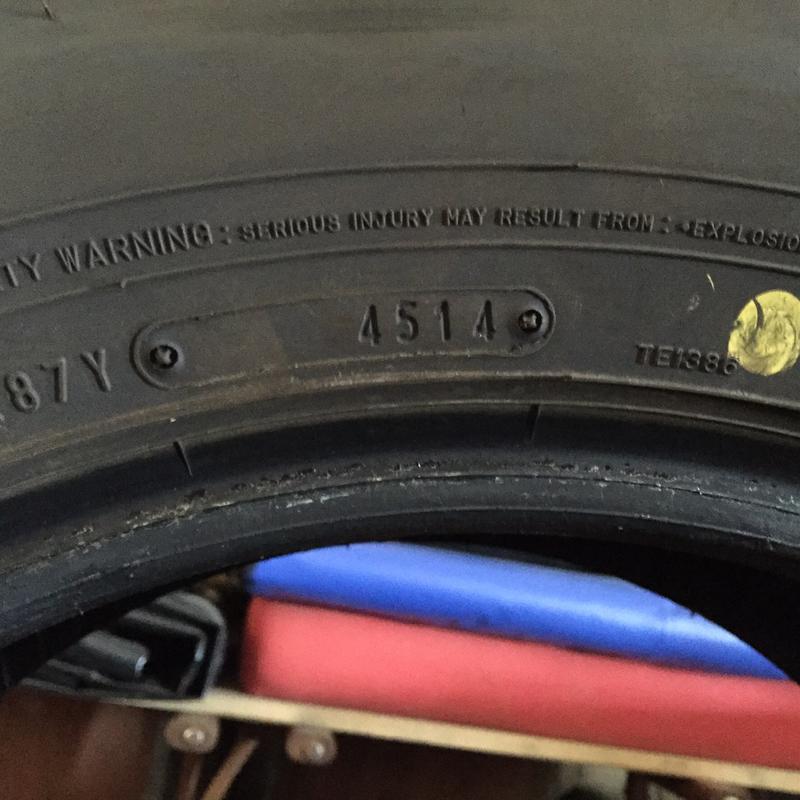 TY WARNING: SERIOUS INJURY MAY RESULT FROM: •EXPLOSIO
87Y 4514
TE1386